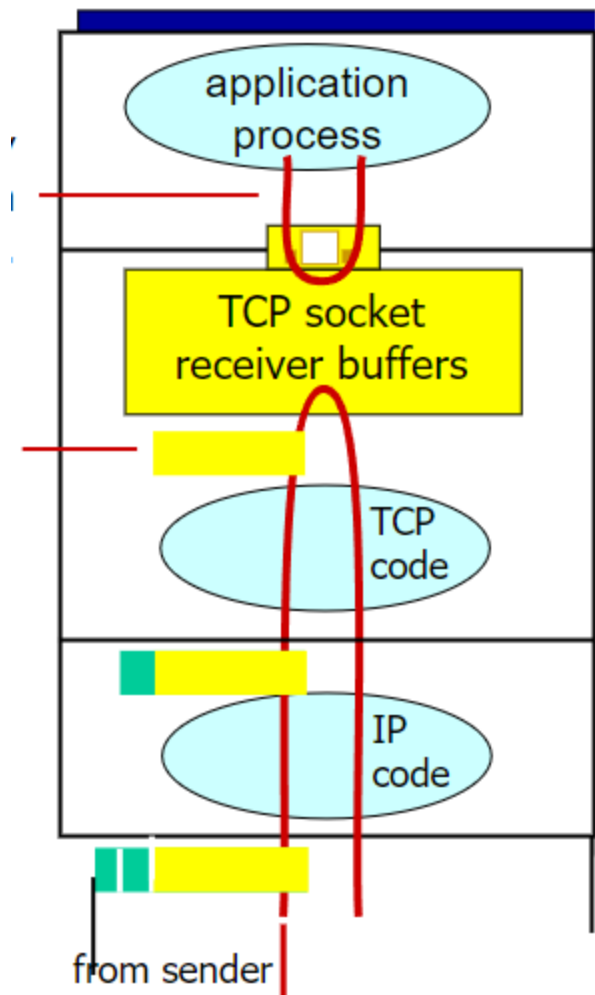 application
process
TCP socket
receiver buffers
TCP
code
IP
code
from sender